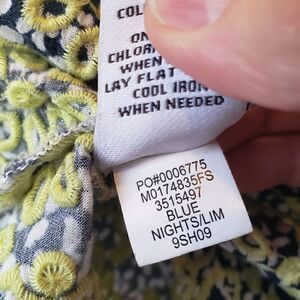 COL
ON
CHLOR
WHEN
LAY FLAT
COOL IRON
WHEN NEEDED
PO#0006775
M0174835FS
3515497
BLUE
NIGHTS/LIM
9SH09